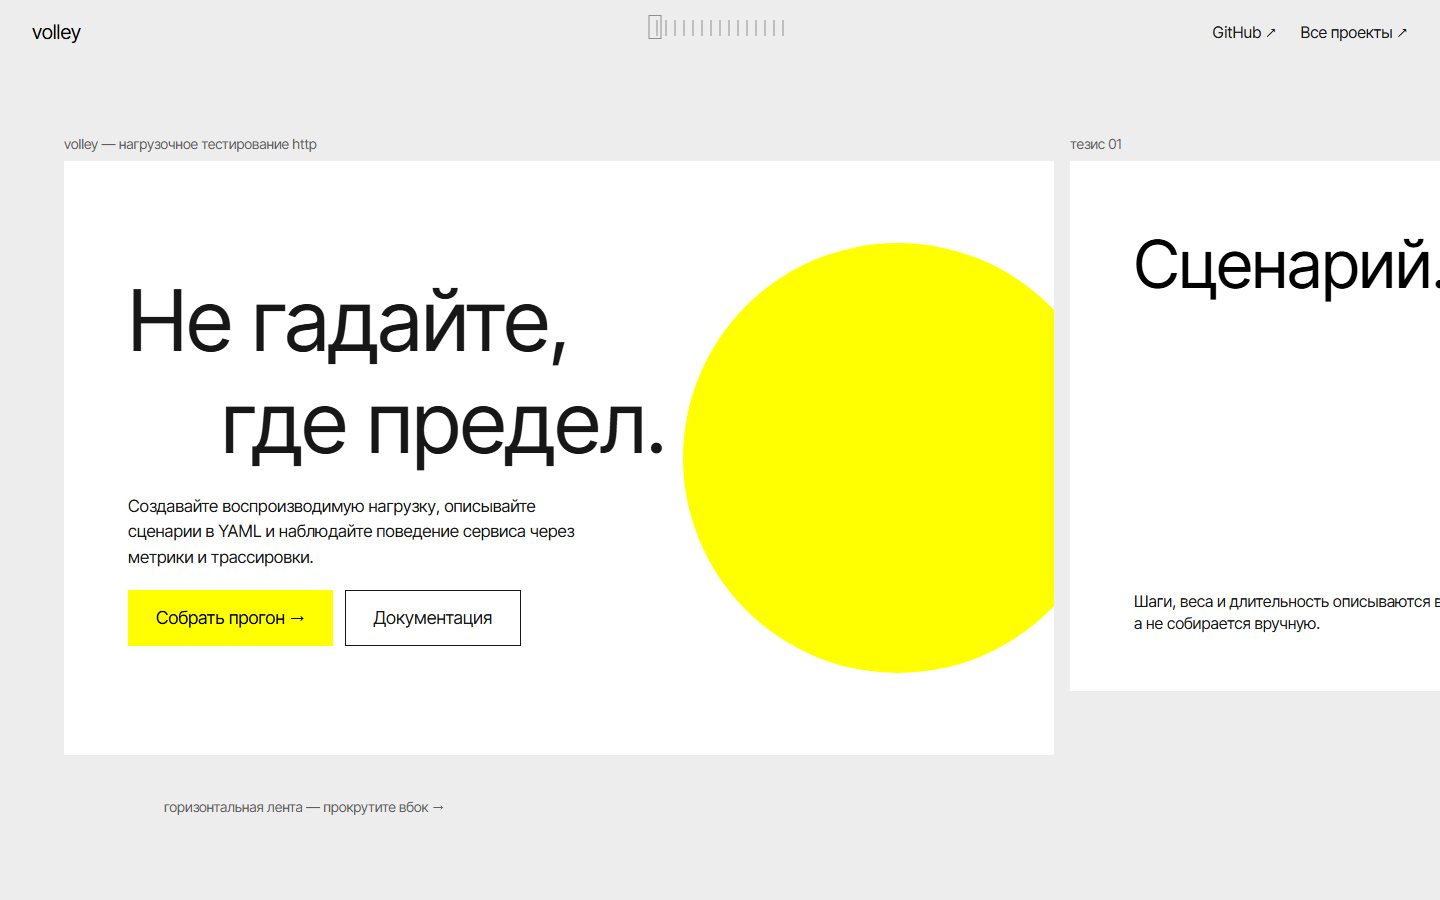 volley
GitHub ↗
Все проекты ↗
volley — нагрузочное тестирование http
Не гадайте,
где предел.
Создавайте воспроизводимую нагрузку, описывайте
сценарии в YAML и наблюдайте поведение сервиса через
метрики и трассировки.
Собрать прогон →
Документация
тезис 01
Сценарий.
Шаги, веса и длительность описываются в
а не собирается вручную.
горизонтальная лента — прокрутите вбок →